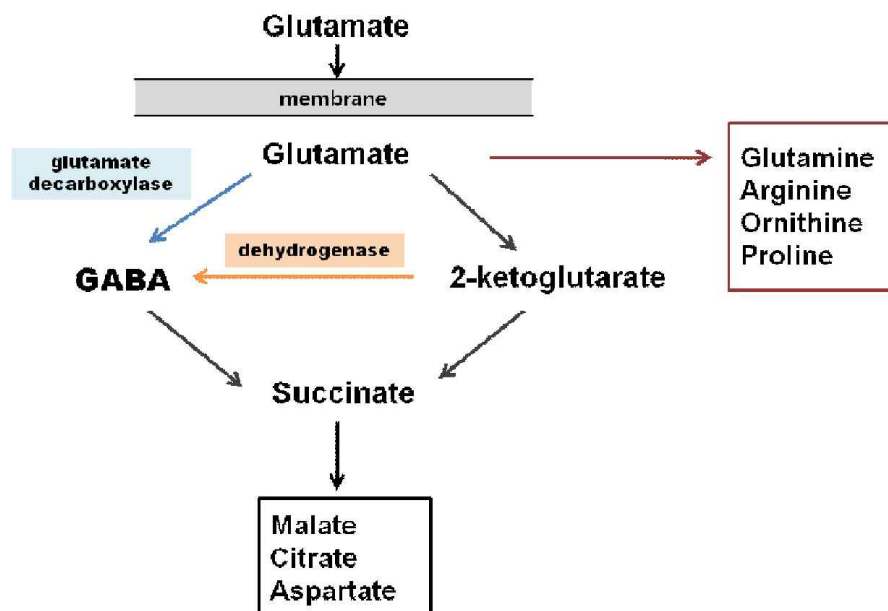 Glutamate
membrane
Glutamate
glutamate
decarboxylase
Glutamine
Arginine
Ornithine
Proline
dehydrogenase
GABA
2-ketoglutarate
Succinate
Malate
Citrate
Aspartate